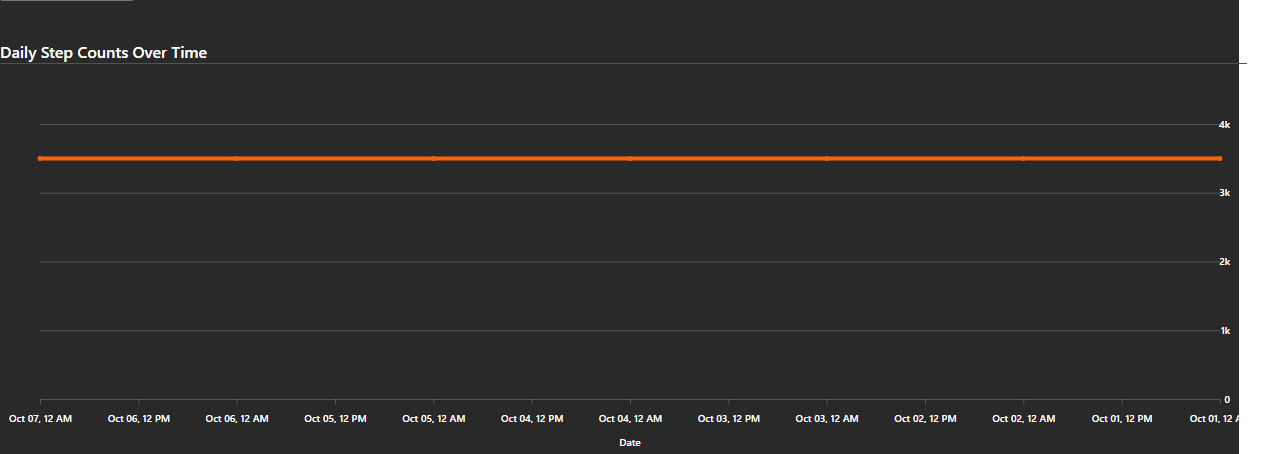 Daily Step Counts Over Time
4k
3k
2k
1k
0
Oct 07, 12 AM Oct 06, 12 PM Oct 06, 12 AM Oct 05, 12 PM Oct 05, 12 AM Oct 04, 12 PM Oct 04, 12 AM Oct 03, 12 PM Oct 03, 12 AM Oct 02, 12 PM Oct 02, 12 AM Oct 01, 12 PM Oct 01, 12 A
Date